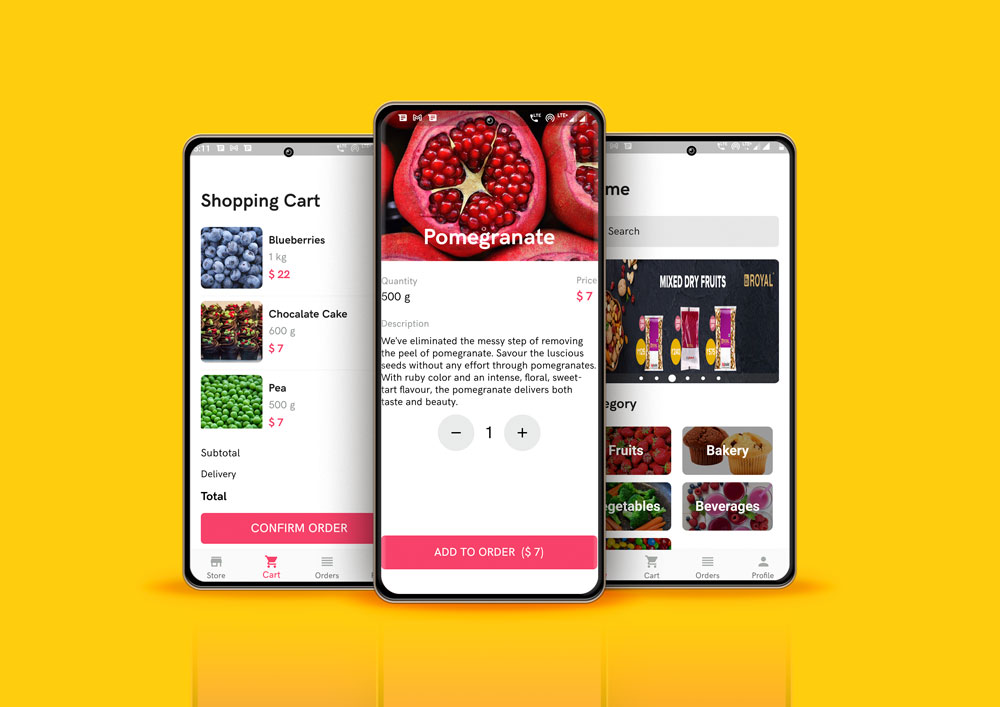 Shopping Cart
Blueberries
1 kg
$ 22
Chocalate Cake
600 g
$ 7
Pea
500 g
$ 7
Subtotal
Delivery
Total
CONFIRM ORDER
Store
Cart
Orders
LTE
LTE+
Pomegranate
Quantity
Price
500 g
$ 7
Description
We've eliminated the messy step of removing
the peel of pomegranate. Savour the luscious
seeds without any effort through pomegranates.
With ruby color and an intense, floral, sweet-
tart flavour, the pomegranate delivers both
taste and beauty.
− 1 +
ADD TO ORDER ($ 7)
me
Search
MIXED DRY FRUITS
ROYAL
egory
Fruits
Bakery
egetables
Beverages
Cart
Orders
Profile